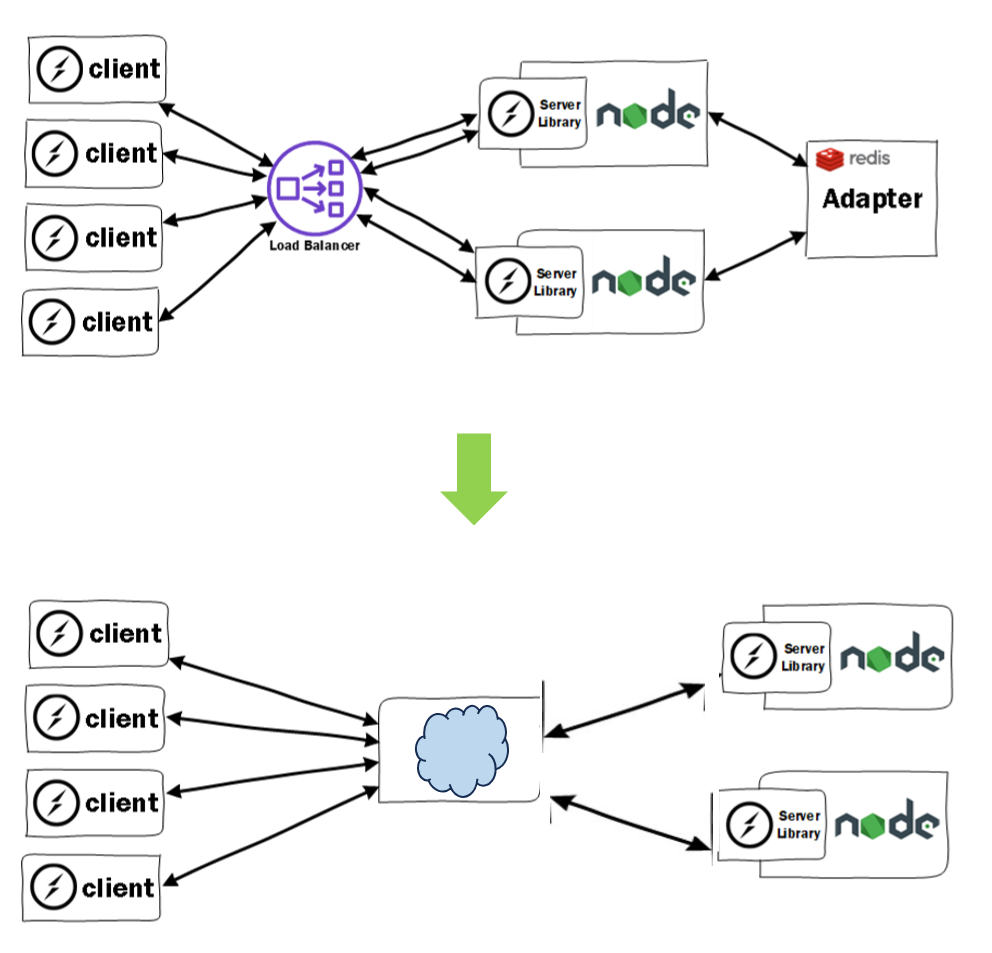 client
client
client
client
Load Balancer
Server
Library
node
Server
Library
node
redis
Adapter
client
client
client
client
Server
Library
node
Server
Library
node